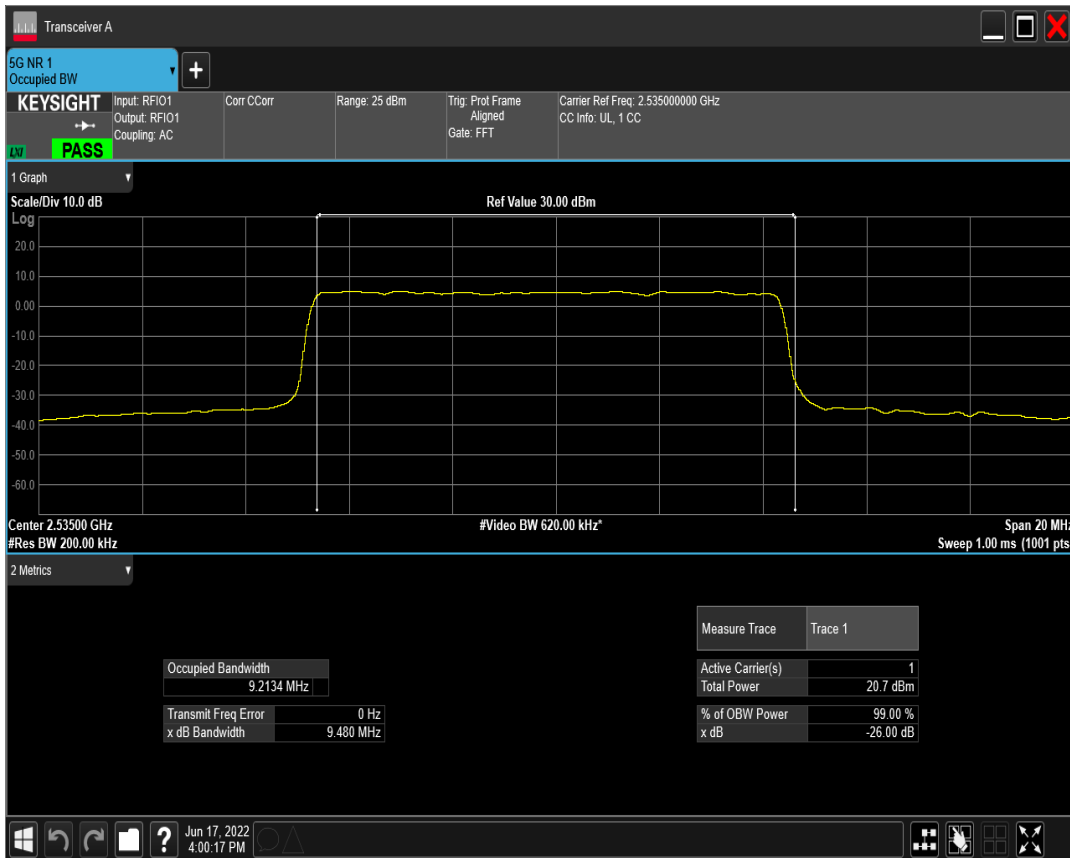 Transceiver A
5G NR 1
Occupied BW
+
KEYSIGHT
LXI
PASS
Input: RFIO1
Output: RFIO1
Coupling: AC
Corr CCorr
Range: 25 dBm
Trig: Prot Frame
Aligned
Gate: FFT
Carrier Ref Freq: 2.535000000 GHz
CC Info: UL, 1 CC
1 Graph
Scale/Div 10.0 dB
Ref Value 30.00 dBm
Log
20.0
10.0
0.00
-10.0
-20.0
-30.0
-40.0
-50.0
-60.0
Center 2.53500 GHz
#Video BW 620.00 kHz*
Span 20 MHz
#Res BW 200.00 kHz
Sweep 1.00 ms (1001 pts
2 Metrics
Measure Trace Trace 1
Occupied Bandwidth
9.2134 MHz
Active Carrier(s) 1
Total Power 20.7 dBm
Transmit Freq Error 0 Hz
x dB Bandwidth 9.480 MHz
% of OBW Power 99.00 %
x dB -26.00 dB
?
Jun 17, 2022
4:00:17 PM